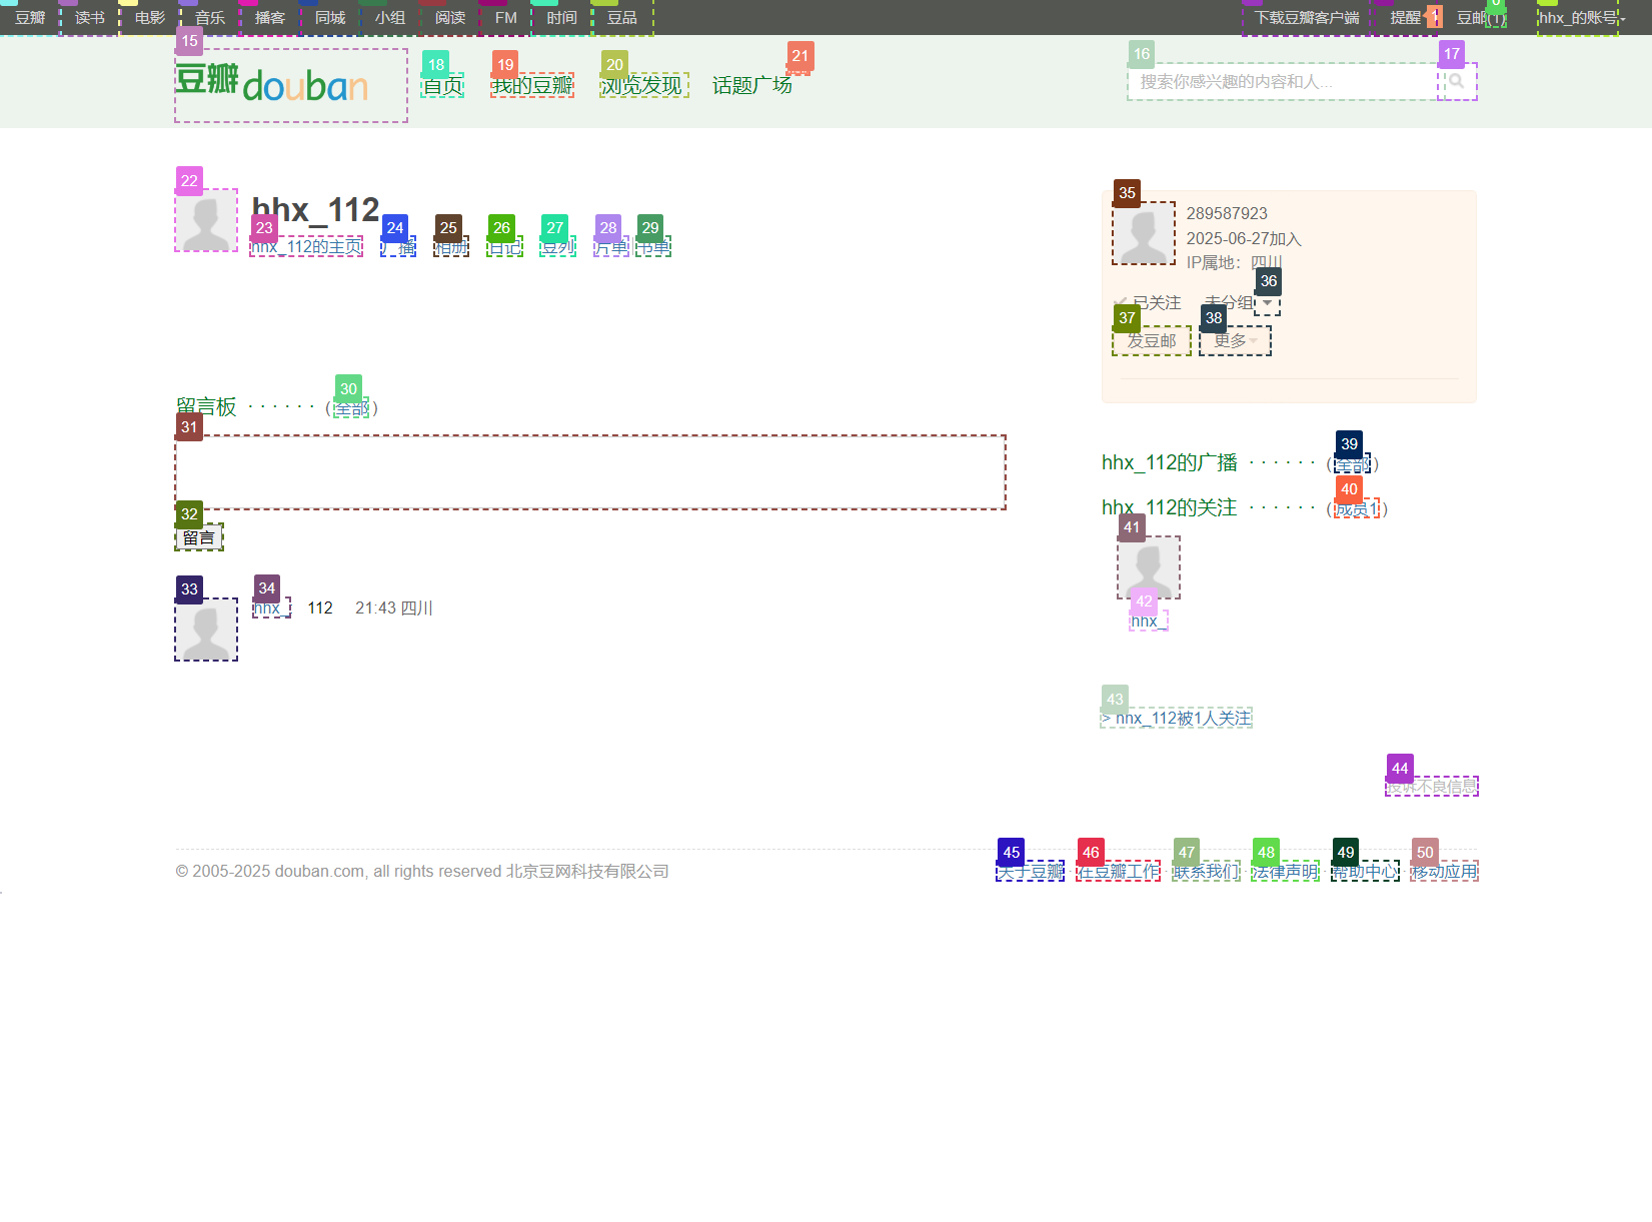 豆瓣 读书 电影 音乐 播客 同城 小组 阅读 FM 时间 豆品 下载豆瓣客户端 提醒 1 豆邮(1) hhx_的账号
15 18 19 20 21 16 17
豆瓣 douban 首页 我的豆瓣 浏览发现 话题广场 搜索你感兴趣的内容和人...
22
hhx_112
23 24 25 26 27 28 29
hhx_112的主页 广播 相册 日记 豆列 片单 书单
30
留言板 · · · · · · ( 全部 )
31
32
留言
33 34
hhx_ 112 21:43 四川
35
289587923
2025-06-27加入
IP属地：四川
36
已关注 未分组
37 38
发豆邮 更多
39
hhx_112的广播 · · · · · · ( 全部 )
40
hhx_112的关注 · · · · · · ( 成员1 )
41
42
hhx_
43
> hhx_112被1人关注
44
投诉不良信息
45 46 47 48 49 50
© 2005-2025 douban.com, all rights reserved 北京豆网科技有限公司 关于豆瓣 · 在豆瓣工作 · 联系我们 · 法律声明 · 帮助中心 · 移动应用